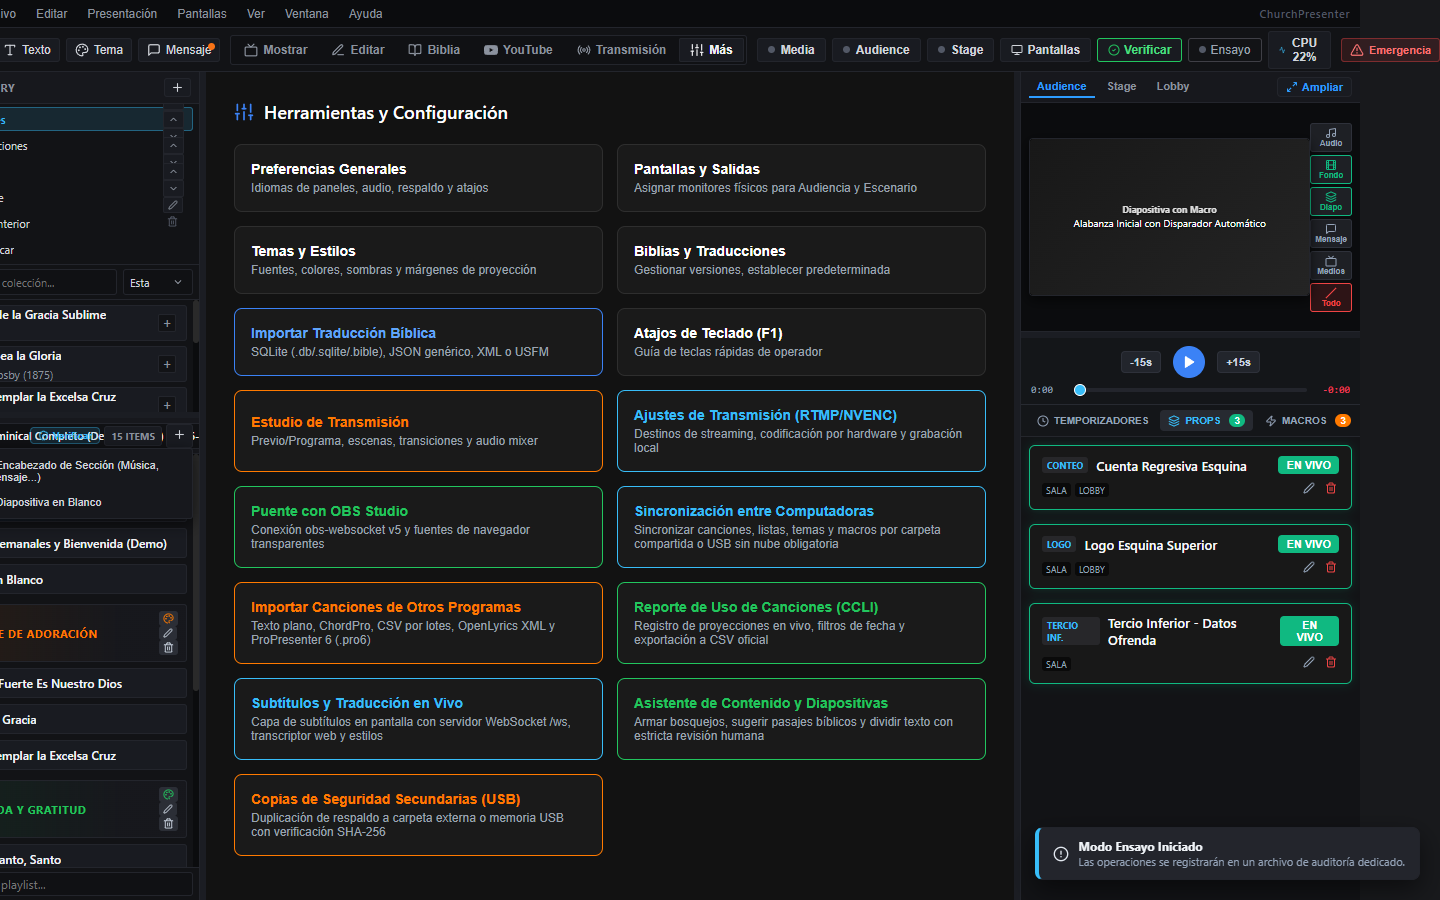 ivo Editar Presentación Pantallas Ver Ventana Ayuda ChurchPresenter
Texto Tema Mensaje Mostrar Editar Biblia YouTube Transmisión Más Media Audience Stage Pantallas Verificar Ensayo CPU 22% Emergencia
RY
s
ciones
e
nterior
car
colección...
Esta
de la Gracia Sublime
ea la Gloria
osby (1875)
emplar la Excelsa Cruz
15 ITEMS
Encabezado de Sección (Música,
ensaje...)
Diapositiva en Blanco
emanales y Bienvenida (Demo)
n Blanco
E DE ADORACIÓN
Fuerte Es Nuestro Dios
Gracia
emplar la Excelsa Cruz
DA Y GRATITUD
anto, Santo
playlist...
Herramientas y Configuración
Preferencias Generales
Idiomas de paneles, audio, respaldo y atajos
Pantallas y Salidas
Asignar monitores físicos para Audiencia y Escenario
Temas y Estilos
Fuentes, colores, sombras y márgenes de proyección
Biblias y Traducciones
Gestionar versiones, establecer predeterminada
Importar Traducción Bíblica
SQLite (.db/.sqlite/.bible), JSON genérico, XML o USFM
Atajos de Teclado (F1)
Guía de teclas rápidas de operador
Estudio de Transmisión
Previo/Programa, escenas, transiciones y audio mixer
Ajustes de Transmisión (RTMP/NVENC)
Destinos de streaming, codificación por hardware y grabación
local
Puente con OBS Studio
Conexión obs-websocket v5 y fuentes de navegador
transparentes
Sincronización entre Computadoras
Sincronizar canciones, listas, temas y macros por carpeta
compartida o USB sin nube obligatoria
Importar Canciones de Otros Programas
Texto plano, ChordPro, CSV por lotes, OpenLyrics XML y
ProPresenter 6 (.pro6)
Reporte de Uso de Canciones (CCLI)
Registro de proyecciones en vivo, filtros de fecha y
exportación a CSV oficial
Subtítulos y Traducción en Vivo
Capa de subtítulos en pantalla con servidor WebSocket /ws,
transcriptor web y estilos
Asistente de Contenido y Diapositivas
Armar bosquejos, sugerir pasajes bíblicos y dividir texto con
estricta revisión humana
Copias de Seguridad Secundarias (USB)
Duplicación de respaldo a carpeta externa o memoria USB
con verificación SHA-256
Audience Stage Lobby Ampliar
Diapositiva con Macro
Alabanza Inicial con Disparador Automático
Audio
Fondo
Diapo
Mensaje
Medios
Todo
-15s +15s
0:00 -0:00
TEMPORIZADORES PROPS 3 MACROS 3
CONTEO Cuenta Regresiva Esquina EN VIVO
SALA LOBBY
LOGO Logo Esquina Superior EN VIVO
SALA LOBBY
TERCIO INF. Tercio Inferior - Datos Ofrenda EN VIVO
SALA
Modo Ensayo Iniciado
Las operaciones se registrarán en un archivo de auditoría dedicado.